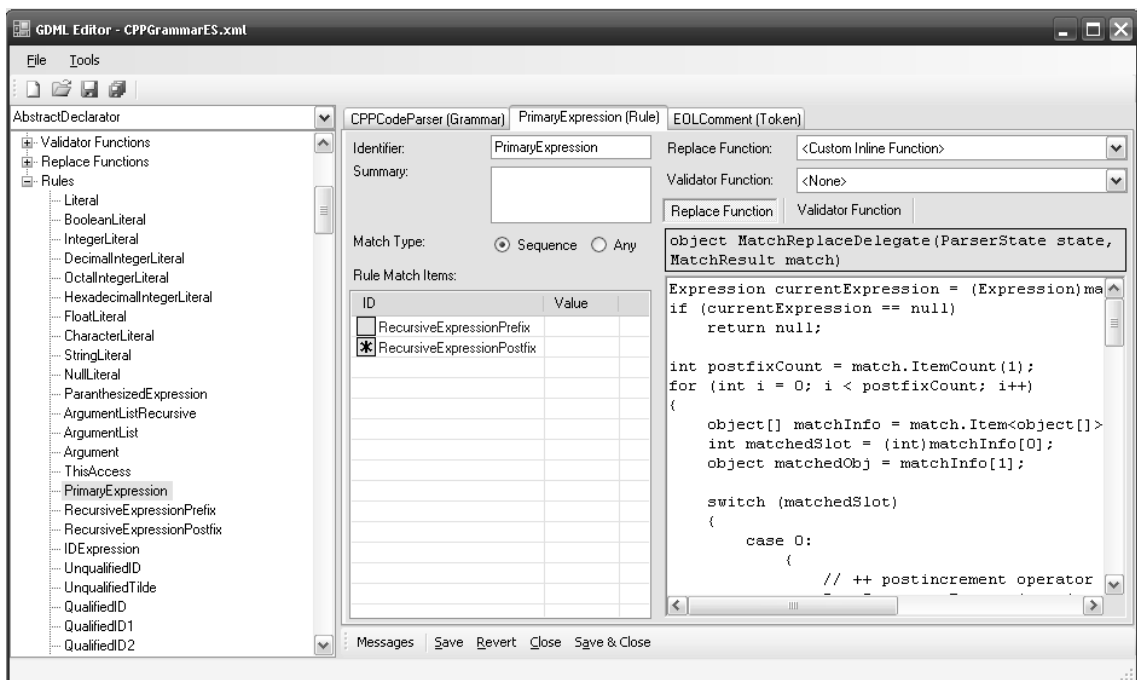 GDML Editor - CPPGrammarES.xml
File Tools
AbstractDeclarator
Validator Functions
Replace Functions
Rules
Literal
BooleanLiteral
IntegerLiteral
DecimalIntegerLiteral
OctalIntegerLiteral
HexadecimalIntegerLiteral
FloatLiteral
CharacterLiteral
StringLiteral
NullLiteral
ParanthesizedExpression
ArgumentListRecursive
ArgumentList
Argument
ThisAccess
PrimaryExpression
RecursiveExpressionPrefix
RecursiveExpressionPostfix
IDExpression
UnqualifiedID
UnqualifiedTilde
QualifiedID
QualifiedID1
QualifiedID2
CPPCodeParser (Grammar) PrimaryExpression (Rule) EOLComment (Token)
Identifier: PrimaryExpression
Summary:
Match Type: Sequence Any
Rule Match Items:
ID Value
RecursiveExpressionPrefix
* RecursiveExpressionPostfix
Replace Function: <Custom Inline Function>
Validator Function: <None>
Replace Function Validator Function
object MatchReplaceDelegate(ParserState state,
MatchResult match)
Expression currentExpression = (Expression)ma
if (currentExpression == null)
return null;
int postfixCount = match.ItemCount(1);
for (int i = 0; i < postfixCount; i++)
{
object[] matchInfo = match.Item<object[]>
int matchedSlot = (int)matchInfo[0];
object matchedObj = matchInfo[1];
switch (matchedSlot)
{
case 0:
{
// ++ postincrement operator
Messages Save Revert Close Save & Close